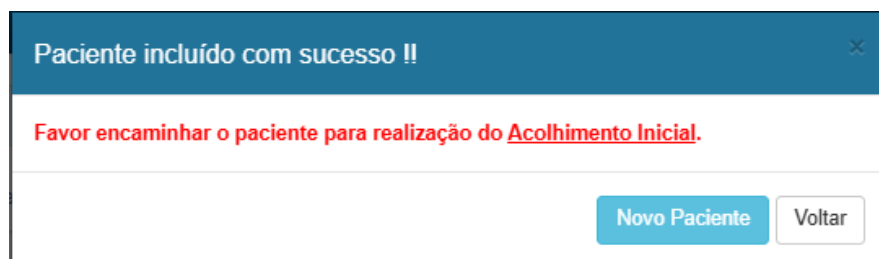 Paciente incluído com sucesso !!
Favor encaminhar o paciente para realização do Acolhimento Inicial.
Novo Paciente
Voltar